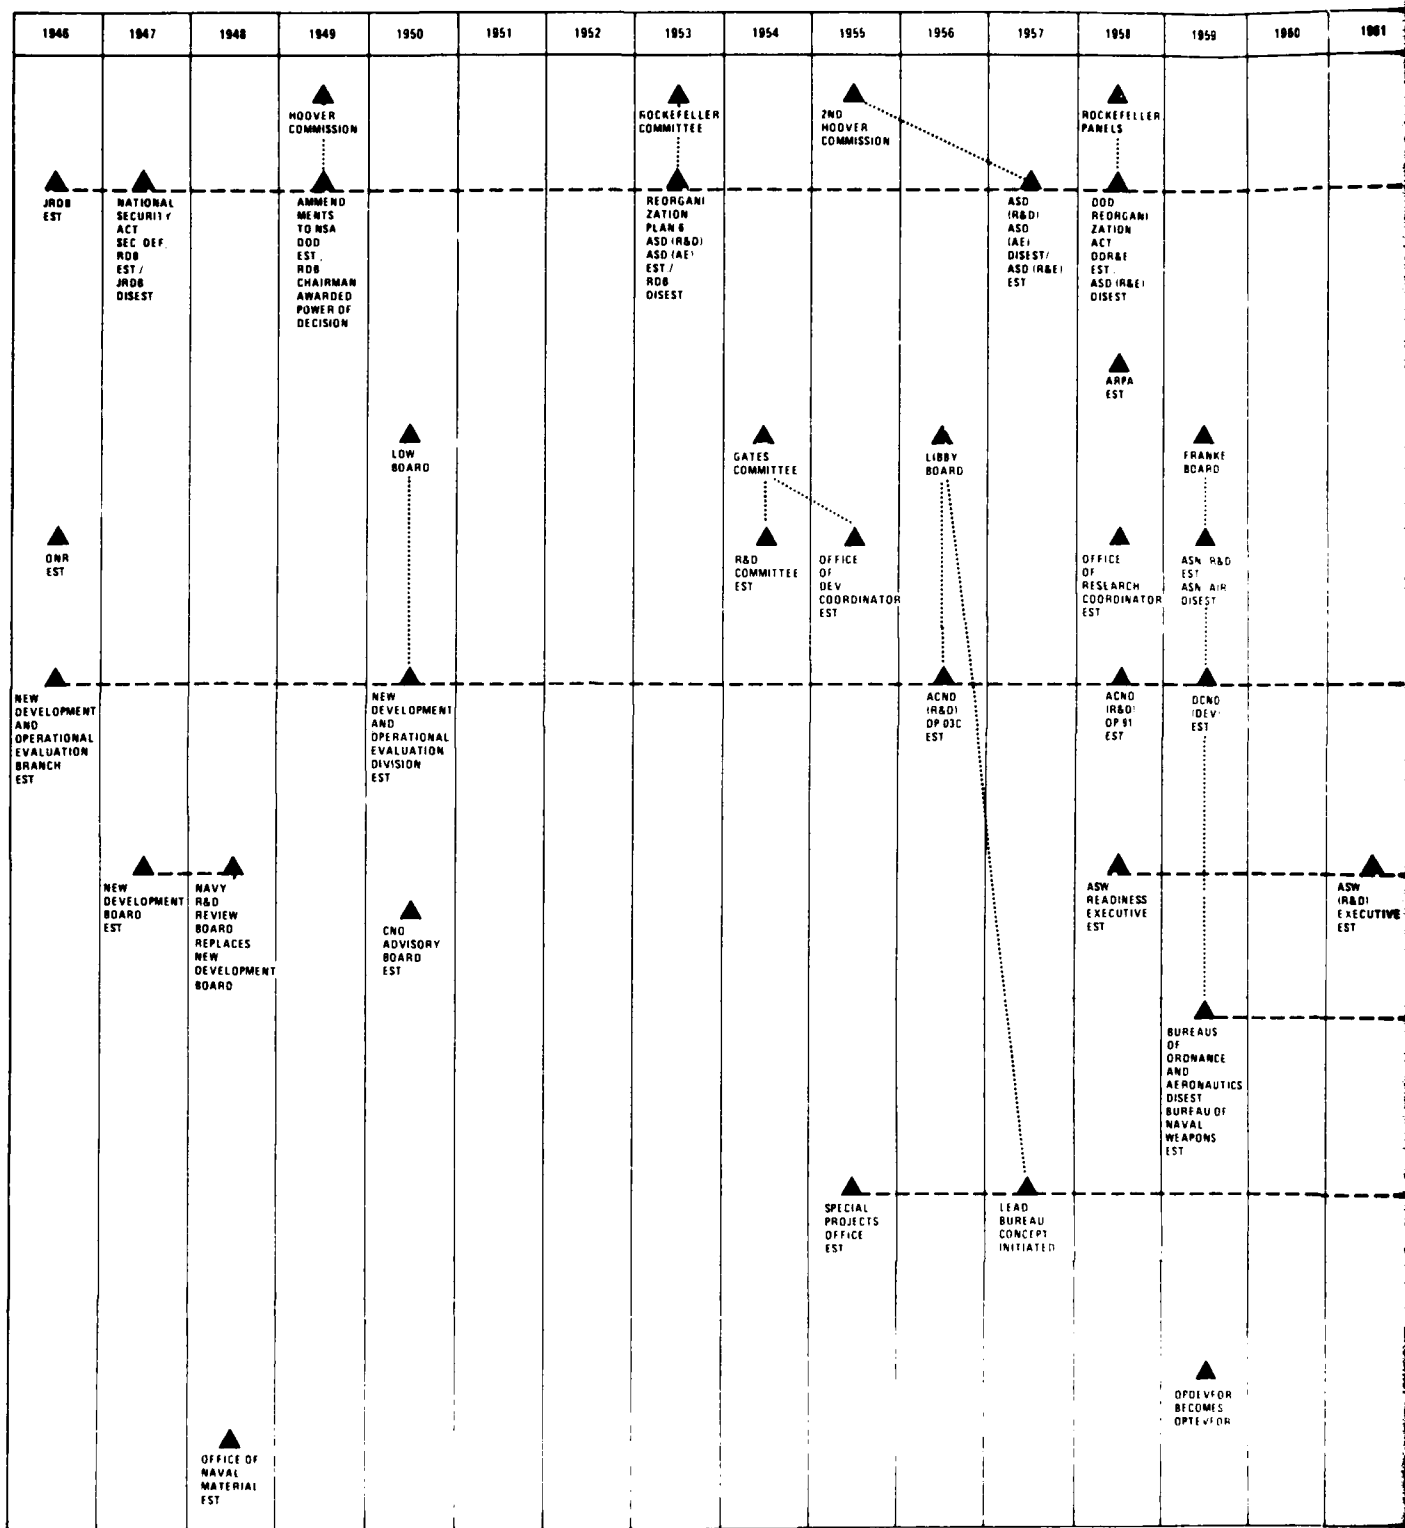 1946 1947 1948 1949 1950 1951 1952 1953 1954 1955 1956 1957 1958 1959 1960 1961
HOOVER
COMMISSION
ROCKEFELLER
COMMITTEE
2ND
HOOVER
COMMISSION
ROCKEFELLER
PANELS
JRDB
EST
NATIONAL
SECURITY
ACT
SEC DEF,
RDB
EST /
JRDB
DISEST
AMMEND
MENTS
TO NSA
DOD
EST,
RDB
CHAIRMAN
AWARDED
POWER OF
DECISION
REORGANI
ZATION
PLAN 6
ASD (R&D)
ASD (AE)
EST /
RDB
DISEST
ASD
(R&D)
ASD
(AE)
DISEST/
ASD (R&E)
EST
DOD
REORGANI
ZATION
ACT
DDR&E
EST,
ASD (R&E)
DISEST
ARPA
EST
LOW
BOARD
GATES
COMMITTEE
LIBBY
BOARD
FRANKE
BOARD
ONR
EST
R&D
COMMITTEE
EST
OFFICE
OF
DEV
COORDINATOR
EST
OFFICE
OF
RESEARCH
COORDINATOR
EST
ASN R&D
EST
ASN AIR
DISEST
NEW
DEVELOPMENT
AND
OPERATIONAL
EVALUATION
BRANCH
EST
NEW
DEVELOPMENT
AND
OPERATIONAL
EVALUATION
DIVISION
EST
ACNO
(R&D)
OP 03C
EST
ACNO
(R&D)
OP 91
EST
DCNO
(DEV)
EST
NEW
DEVELOPMENT
BOARD
EST
NAVY
R&D
REVIEW
BOARD
REPLACES
NEW
DEVELOPMENT
BOARD
CNO
ADVISORY
BOARD
EST
ASW
READINESS
EXECUTIVE
EST
ASW
(R&D)
EXECUTIVE
EST
BUREAUS
OF
ORDNANCE
AND
AERONAUTICS
DISEST
BUREAU OF
NAVAL
WEAPONS
EST
SPECIAL
PROJECTS
OFFICE
EST
LEAD
BUREAU
CONCEPT
INITIATED
OPDEVFOR
BECOMES
OPTEVFOR
OFFICE OF
NAVAL
MATERIAL
EST